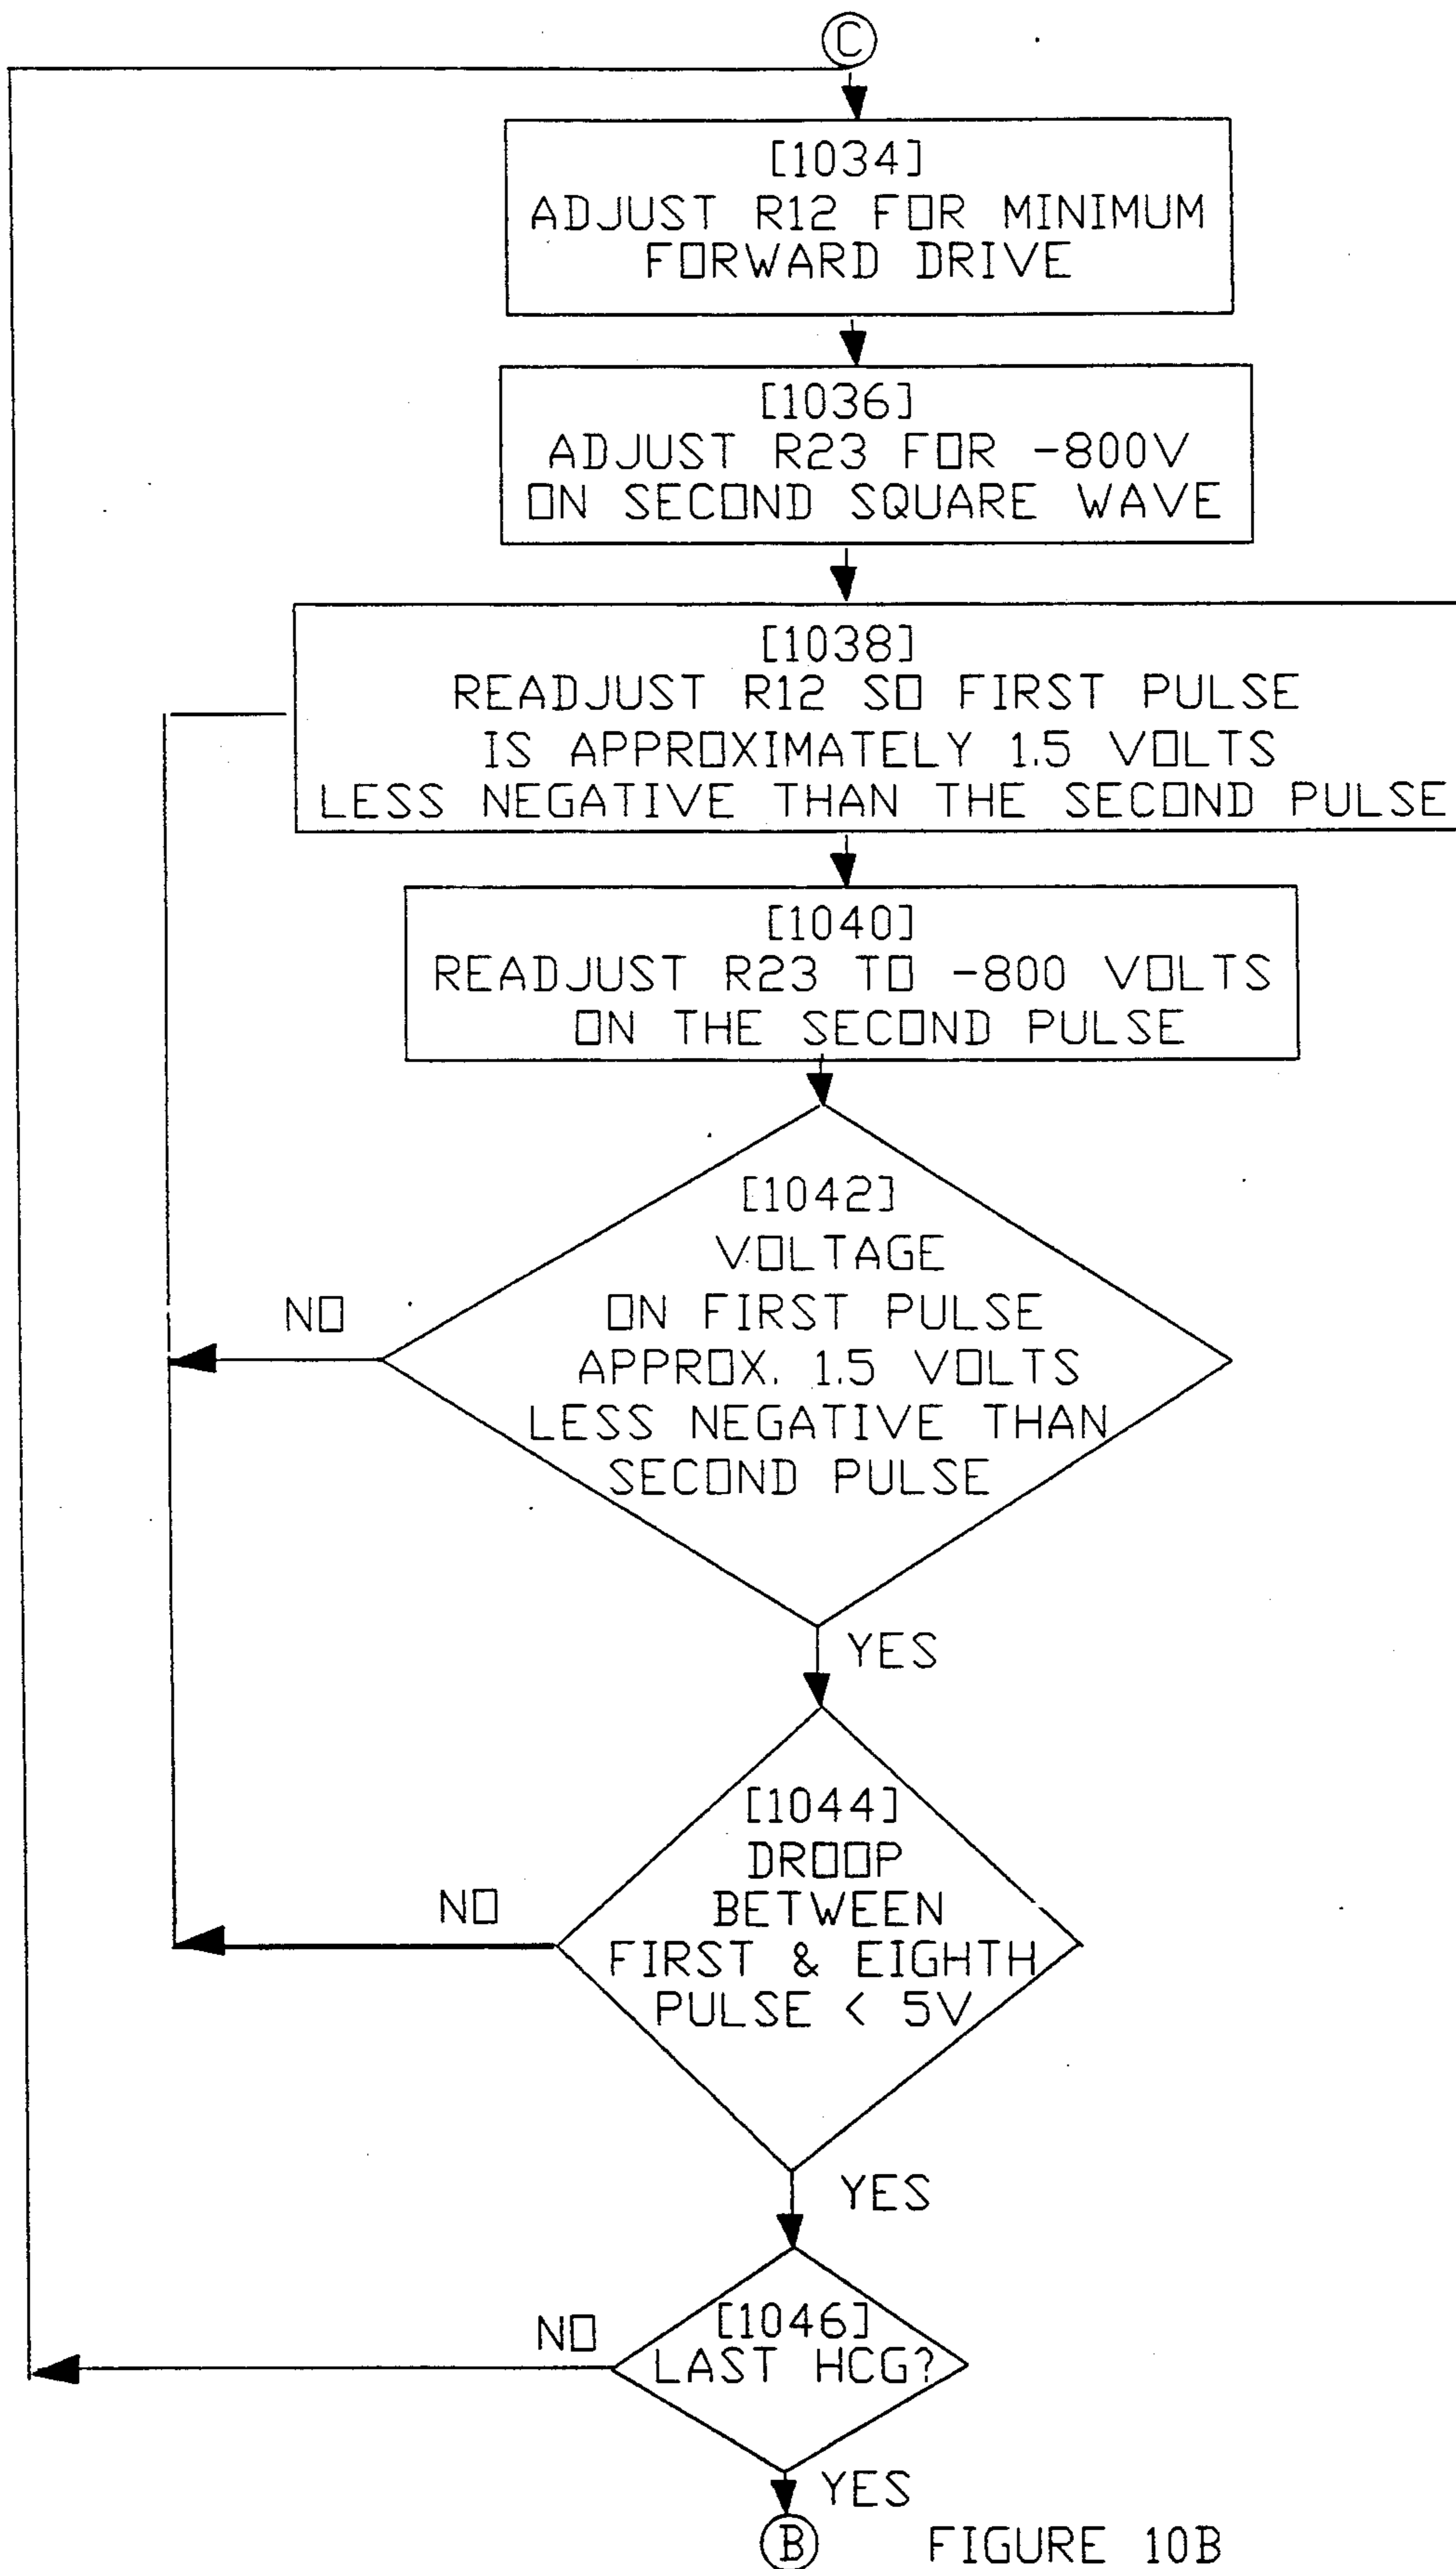 C
[1034]
ADJUST R12 FOR MINIMUM
FORWARD DRIVE
[1036]
ADJUST R23 FOR -800V
ON SECOND SQUARE WAVE
[1038]
READJUST R12 SO FIRST PULSE
IS APPROXIMATELY 1.5 VOLTS
LESS NEGATIVE THAN THE SECOND PULSE
[1040]
READJUST R23 TO -800 VOLTS
ON THE SECOND PULSE
[1042]
VOLTAGE
ON FIRST PULSE
APPROX. 1.5 VOLTS
LESS NEGATIVE THAN
SECOND PULSE
NO
YES
[1044]
DROOP
BETWEEN
FIRST & EIGHTH
PULSE < 5V
NO
YES
[1046]
LAST HCG?
NO
YES
B
FIGURE 10B